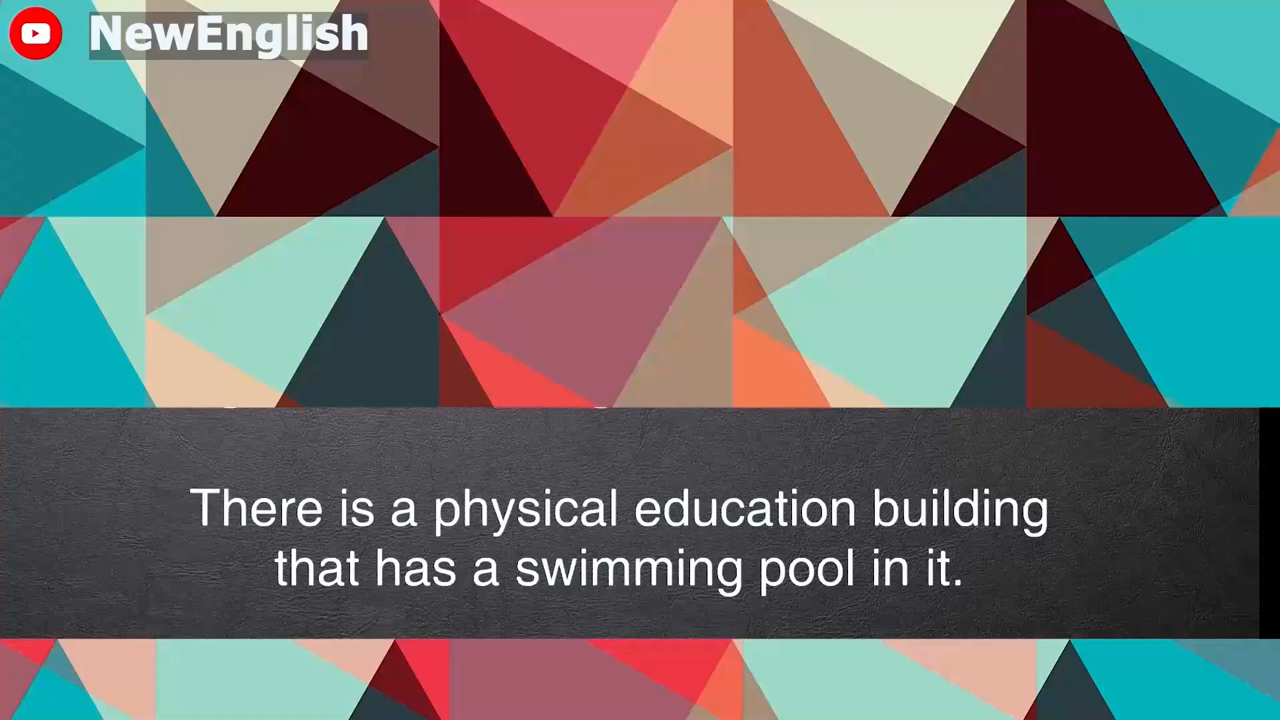 NewEnglish
There is a physical education building
that has a swimming pool in it.